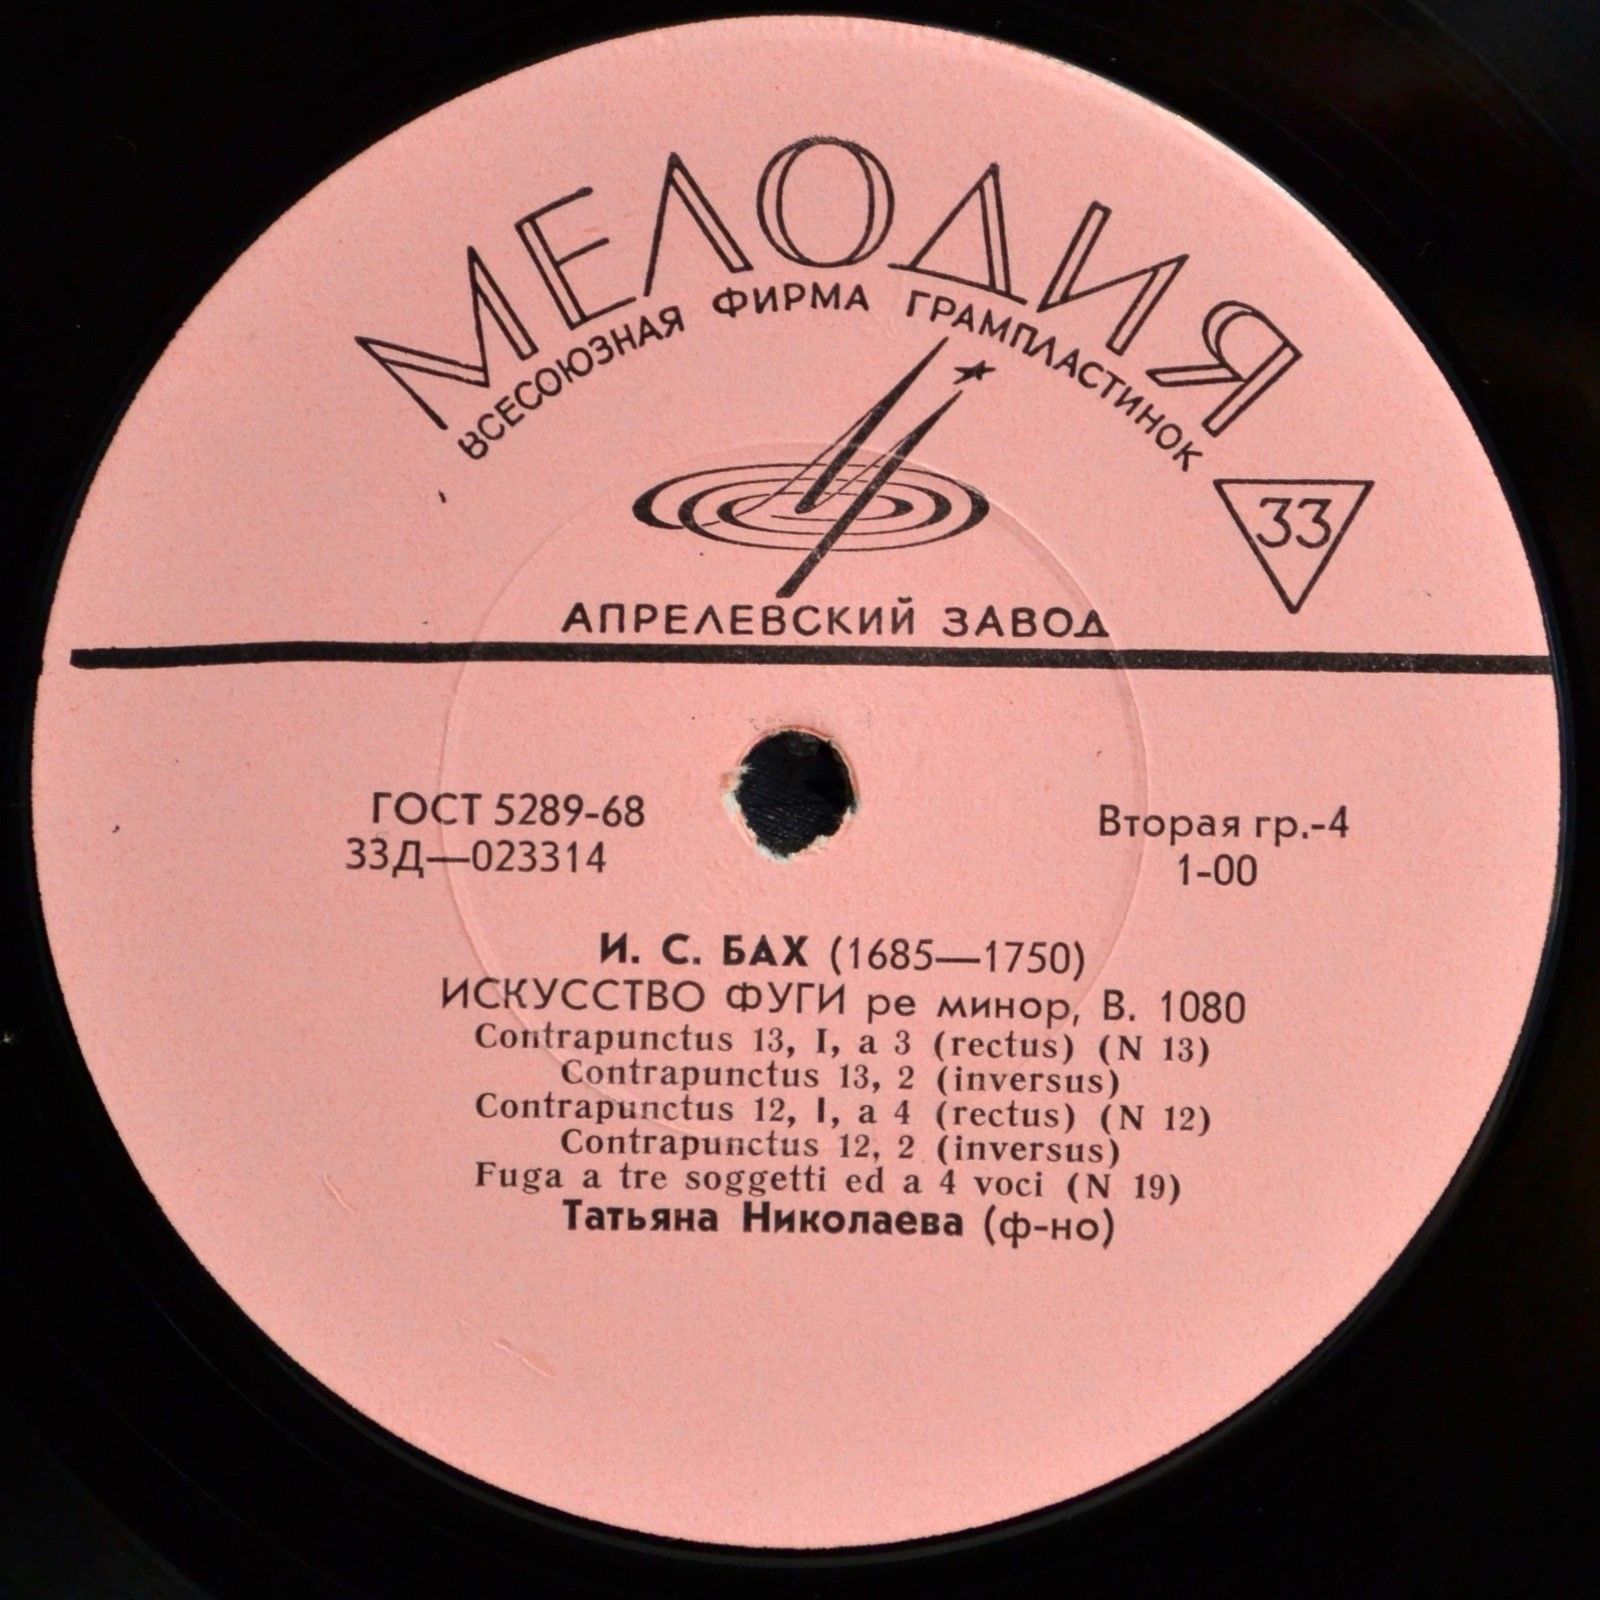 МЕЛОДИЯ
ВСЕСОЮЗНАЯ ФИРМА ГРАМПЛАСТИНОК
33
АПРЕЛЕВСКИЙ ЗАВОД
ГОСТ 5289-68
33Д—023314
Вторая гр.-4
1-00
И. С. БАХ (1685—1750)
ИСКУССТВО ФУГИ ре минор, В. 1080
Contrapunctus 13, I, a 3 (rectus) (N 13)
Contrapunctus 13, 2 (inversus)
Contrapunctus 12, I, a 4 (rectus) (N 12)
Contrapunctus 12, 2 (inversus)
Fuga a tre soggetti ed a 4 voci (N 19)
Татьяна Николаева (ф-но)